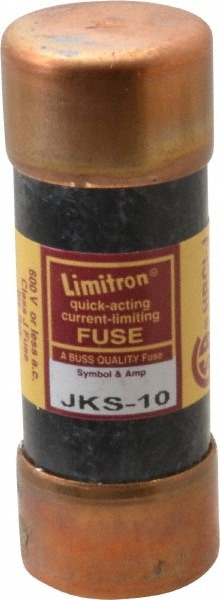 Limitron®
quick-acting
current-limiting
FUSE
A BUSS QUALITY Fuse
Symbol & Amp
JKS-10
600 V or less a.c.
Class J Fuse